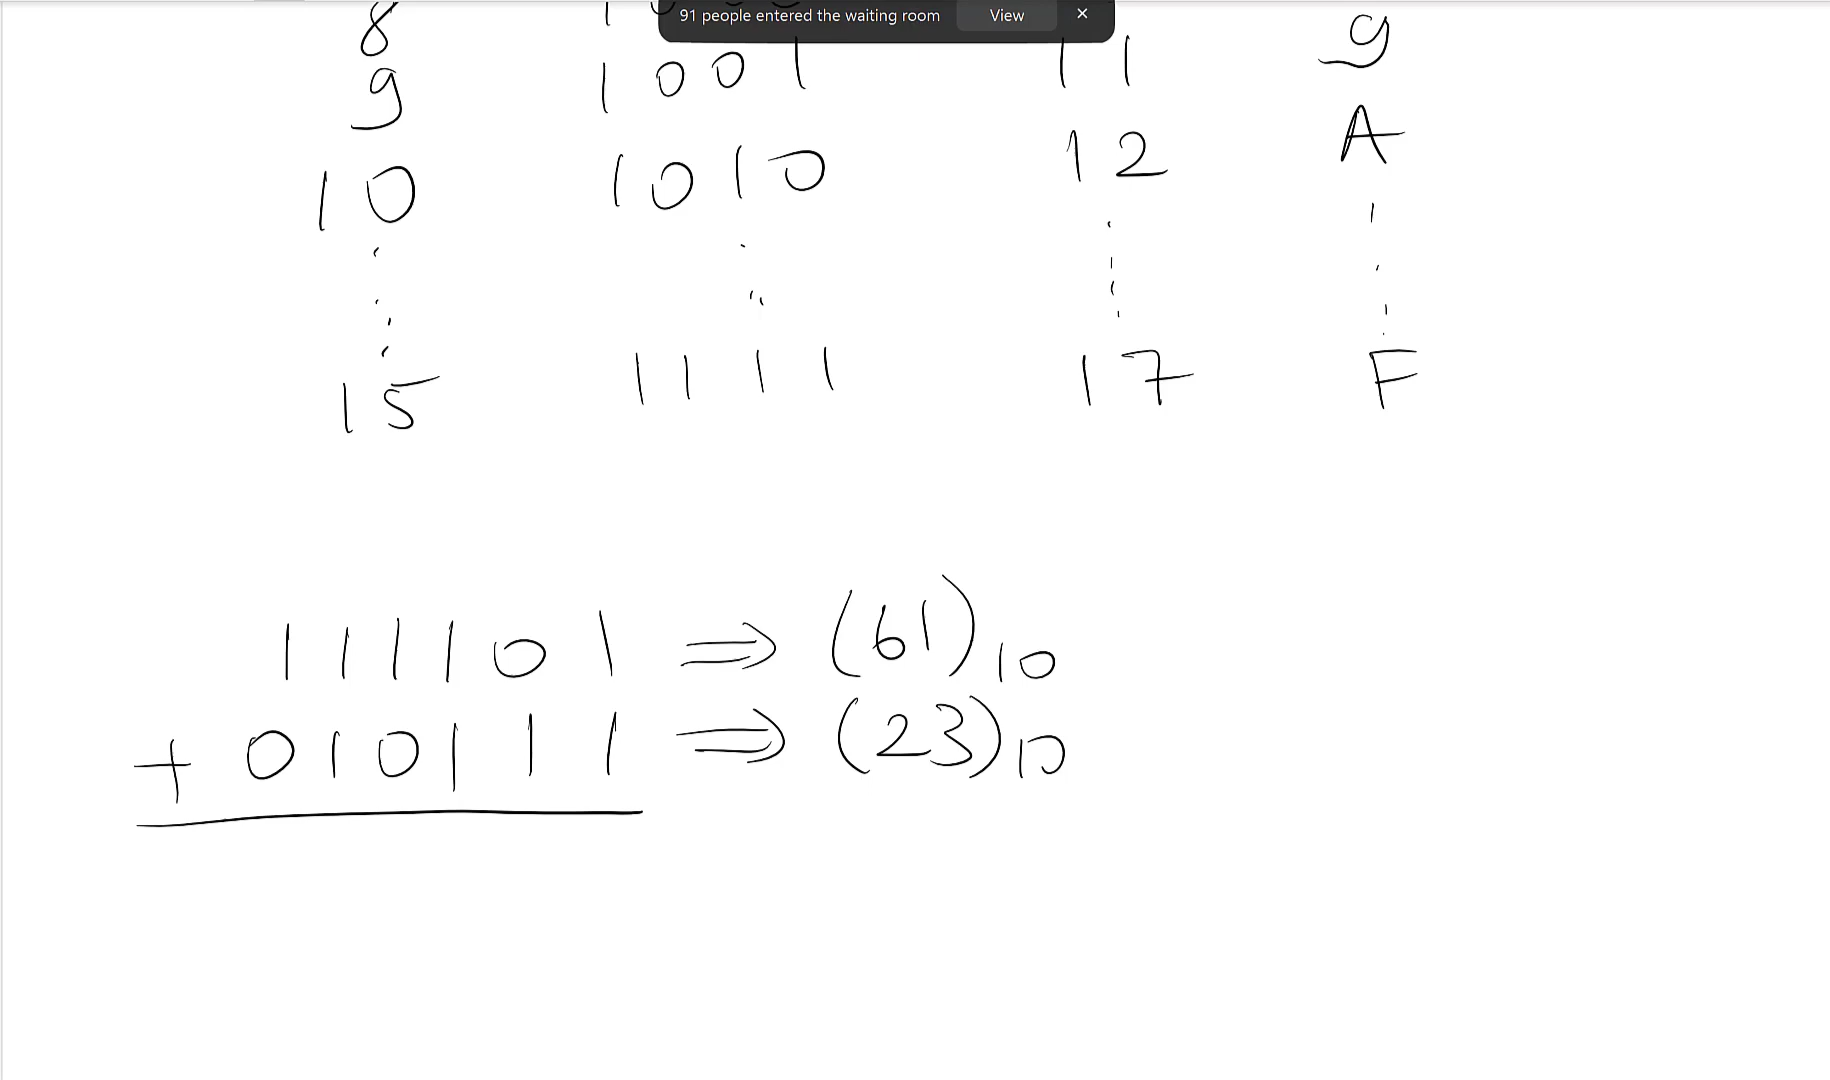 91 people entered the waiting room View ×
8 9
9 1001 11 A
10 1010 12
15 1111 17 F
111101 ⇒ (61)10
+ 010111 ⇒ (23)10